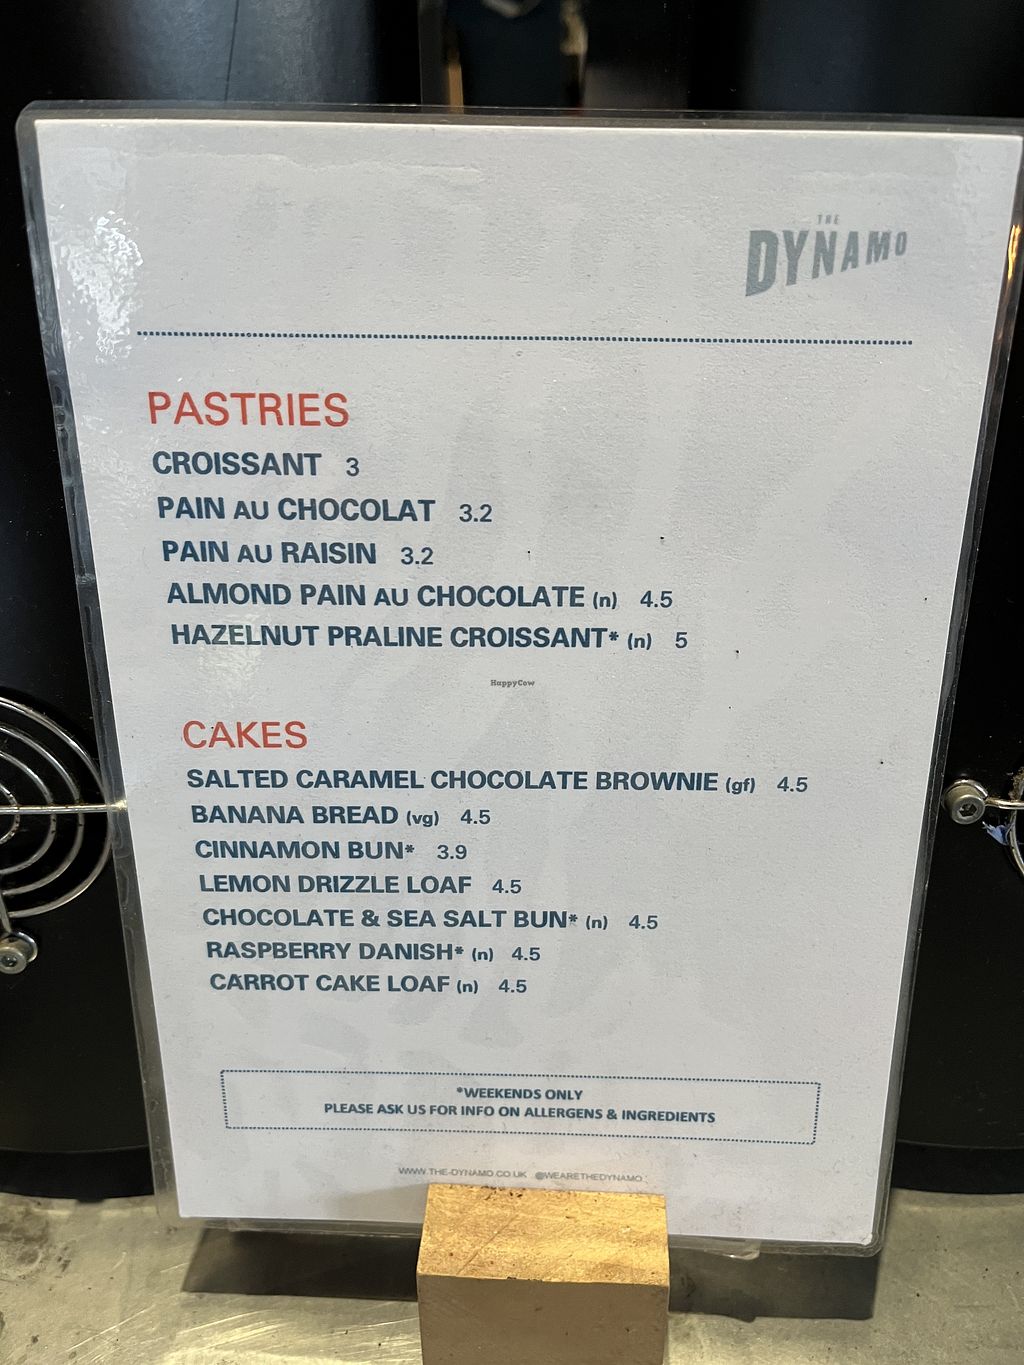 THE
DYNAMO
PASTRIES
CROISSANT 3
PAIN AU CHOCOLAT 3.2
PAIN AU RAISIN 3.2
ALMOND PAIN AU CHOCOLATE (n) 4.5
HAZELNUT PRALINE CROISSANT* (n) 5
HappyCow
CAKES
SALTED CARAMEL CHOCOLATE BROWNIE (gf) 4.5
BANANA BREAD (vg) 4.5
CINNAMON BUN* 3.9
LEMON DRIZZLE LOAF 4.5
CHOCOLATE & SEA SALT BUN* (n) 4.5
RASPBERRY DANISH* (n) 4.5
CARROT CAKE LOAF (n) 4.5
*WEEKENDS ONLY
PLEASE ASK US FOR INFO ON ALLERGENS & INGREDIENTS
WWW.THE-DYNAMO.CO.UK @WEARETHEDYNAMO